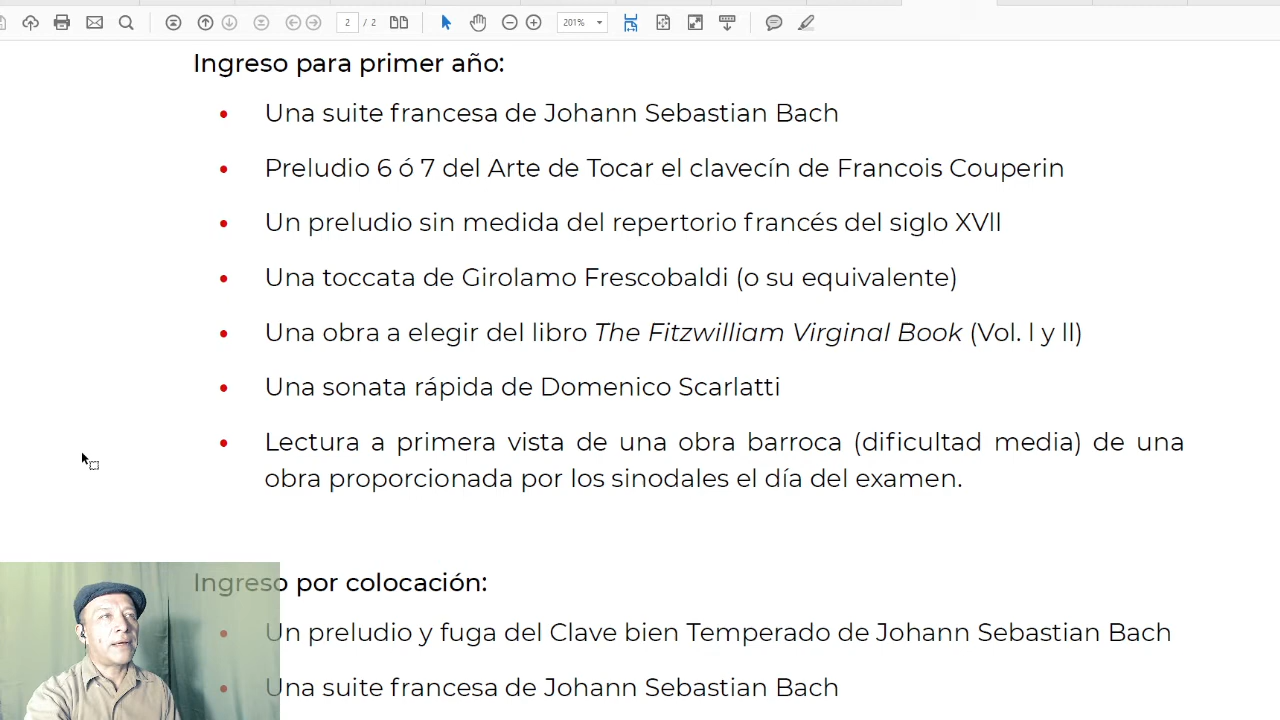 2 / 2
201%
Ingreso para primer año:
• Una suite francesa de Johann Sebastian Bach
• Preludio 6 ó 7 del Arte de Tocar el clavecín de Francois Couperin
• Un preludio sin medida del repertorio francés del siglo XVll
• Una toccata de Girolamo Frescobaldi (o su equivalente)
• Una obra a elegir del libro The Fitzwilliam Virginal Book (Vol. l y ll)
• Una sonata rápida de Domenico Scarlatti
• Lectura a primera vista de una obra barroca (dificultad media) de una
obra proporcionada por los sinodales el día del examen.
Ingreso por colocación:
• Un preludio y fuga del Clave bien Temperado de Johann Sebastian Bach
• Una suite francesa de Johann Sebastian Bach